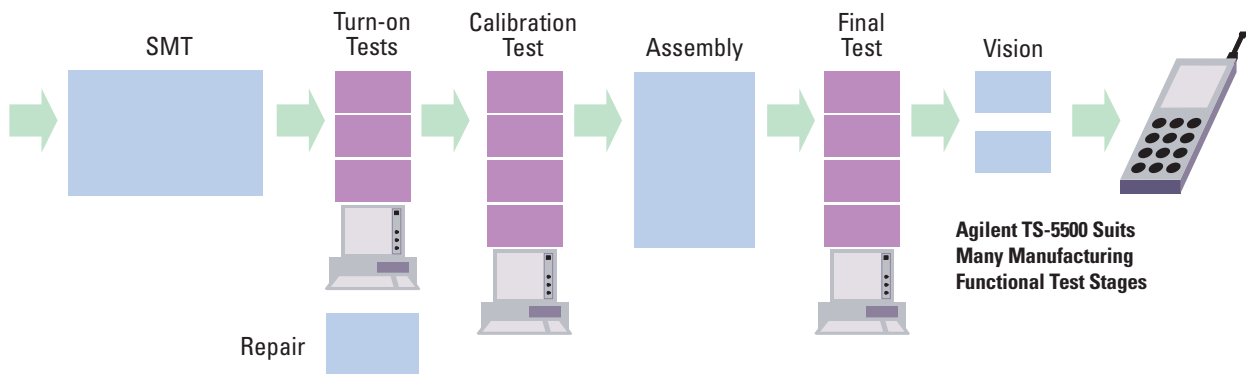 SMT
Turn-on
Tests
Calibration
Test
Assembly
Final
Test
Vision
Agilent TS-5500 Suits
Many Manufacturing
Functional Test Stages
Repair